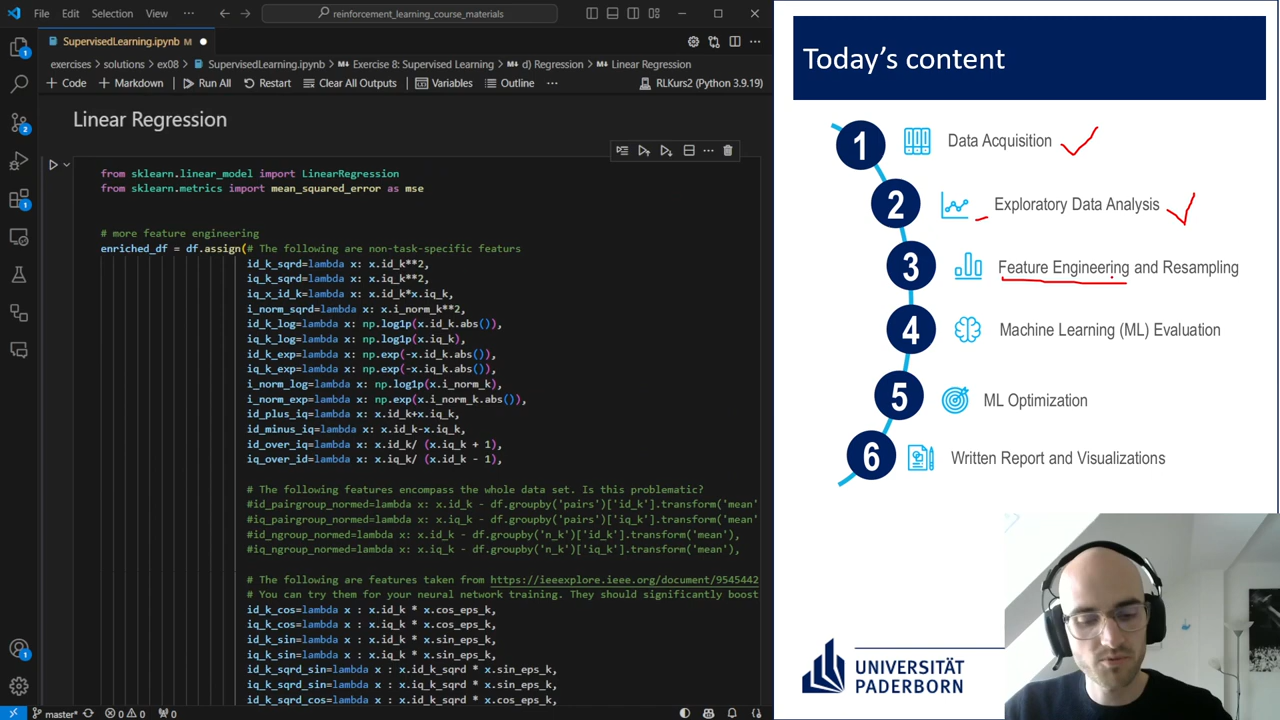 File Edit Selection View ··· reinforcement_learning_course_materials
SupervisedLearning.ipynb M
exercises > solutions > ex08 > SupervisedLearning.ipynb > Exercise 8: Supervised Learning > d) Regression > Linear Regression
+ Code + Markdown Run All Restart Clear All Outputs Variables Outline ··· RLKurs2 (Python 3.9.19)
Linear Regression
from sklearn.linear_model import LinearRegression
from sklearn.metrics import mean_squared_error as mse
# more feature engineering
enriched_df = df.assign(# The following are non-task-specific featurs
id_k_sqrd=lambda x: x.id_k**2,
iq_k_sqrd=lambda x: x.iq_k**2,
iq_x_id_k=lambda x: x.id_k*x.iq_k,
i_norm_sqrd=lambda x: x.i_norm_k**2,
id_k_log=lambda x: np.log1p(x.id_k.abs()),
iq_k_log=lambda x: np.log1p(x.iq_k),
id_k_exp=lambda x: np.exp(-x.id_k.abs()),
iq_k_exp=lambda x: np.exp(-x.iq_k.abs()),
i_norm_log=lambda x: np.log1p(x.i_norm_k),
i_norm_exp=lambda x: np.exp(x.i_norm_k.abs()),
id_plus_iq=lambda x: x.id_k+x.iq_k,
id_minus_iq=lambda x: x.id_k-x.iq_k,
id_over_iq=lambda x: x.id_k/ (x.iq_k + 1),
iq_over_id=lambda x: x.iq_k/ (x.id_k - 1),
# The following features encompass the whole data set. Is this problematic?
#id_pairgroup_normed=lambda x: x.id_k - df.groupby('pairs')['id_k'].transform('mean'
#iq_pairgroup_normed=lambda x: x.iq_k - df.groupby('pairs')['iq_k'].transform('mean'
#id_ngroup_normed=lambda x: x.id_k - df.groupby('n_k')['id_k'].transform('mean'),
#iq_ngroup_normed=lambda x: x.iq_k - df.groupby('n_k')['iq_k'].transform('mean'),
# The following are features taken from https://ieeexplore.ieee.org/document/9545442
# You can try them for your neural network training. They should significantly boost
id_k_cos=lambda x : x.id_k * x.cos_eps_k,
iq_k_cos=lambda x : x.iq_k * x.cos_eps_k,
id_k_sin=lambda x : x.id_k * x.sin_eps_k,
iq_k_sin=lambda x : x.iq_k * x.sin_eps_k,
id_k_sqrd_sin=lambda x : x.id_k_sqrd * x.sin_eps_k,
iq_k_sqrd_sin=lambda x : x.iq_k_sqrd * x.sin_eps_k,
id_k_sqrd_cos=lambda x : x.id_k_sqrd * x.cos_eps_k,
master* 0 0 0
Today's content
1 Data Acquisition
2 Exploratory Data Analysis
3 Feature Engineering and Resampling
4 Machine Learning (ML) Evaluation
5 ML Optimization
6 Written Report and Visualizations
UNIVERSITÄT
PADERBORN